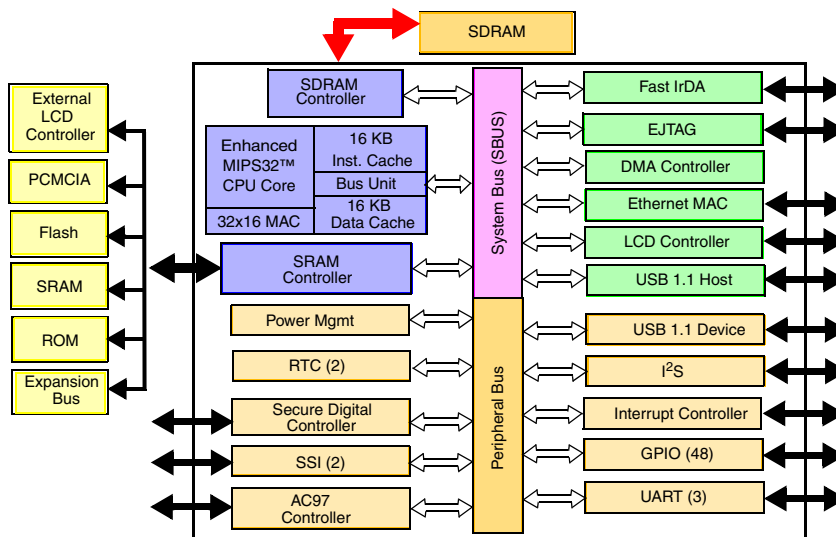 SDRAM
External
LCD
Controller
PCMCIA
Flash
SRAM
ROM
Expansion
Bus
SDRAM
Controller
Enhanced
MIPS32™
CPU Core
32x16 MAC
16 KB
Inst. Cache
Bus Unit
16 KB
Data Cache
SRAM
Controller
Power Mgmt
RTC (2)
Secure Digital
Controller
SSI (2)
AC97
Controller
System Bus (SBUS)
Peripheral Bus
Fast IrDA
EJTAG
DMA Controller
Ethernet MAC
LCD Controller
USB 1.1 Host
USB 1.1 Device
I²S
Interrupt Controller
GPIO (48)
UART (3)